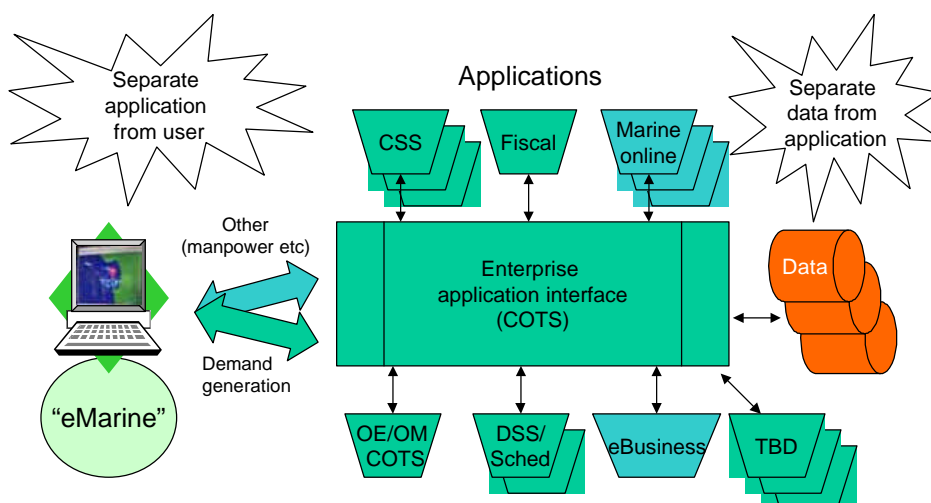 Separate
application
from user
Applications
Separate
data from
application
CSS
Fiscal
Marine
online
Other
(manpower etc)
Enterprise
application interface
(COTS)
Data
Demand
generation
"eMarine"
OE/OM
COTS
DSS/
Sched
eBusiness
TBD